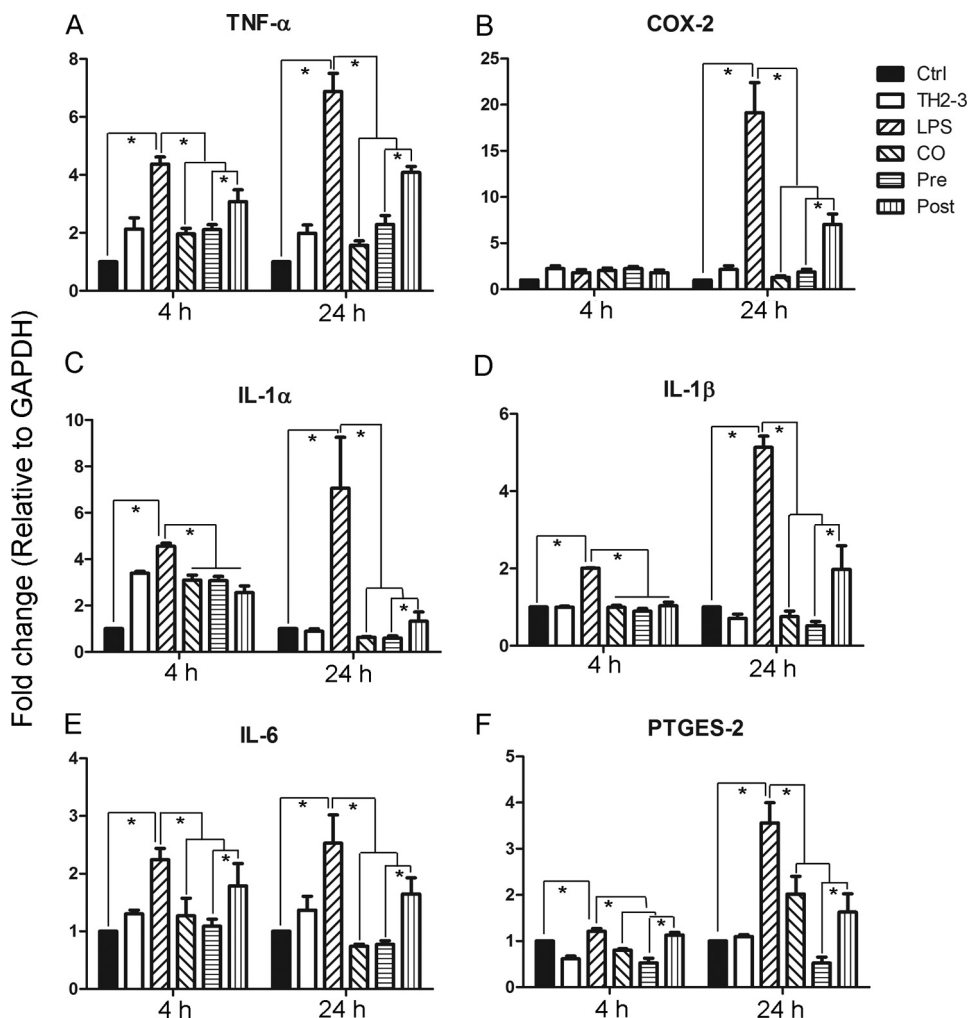 Fold change (Relative to GAPDH)
A
TNF-α
8
6
4
2
0
* * *
* * *
4 h
24 h
B
COX-2
25
20
15
10
5
0
* * *
4 h
24 h
Ctrl
TH2-3
LPS
CO
Pre
Post
C
IL-1α
10
8
6
4
2
0
* *
* * *
4 h
24 h
D
IL-1β
6
4
2
0
* *
* * *
4 h
24 h
E
IL-6
4
3
2
1
0
* * *
* * *
4 h
24 h
F
PTGES-2
5
4
3
2
1
0
* * *
* * *
4 h
24 h